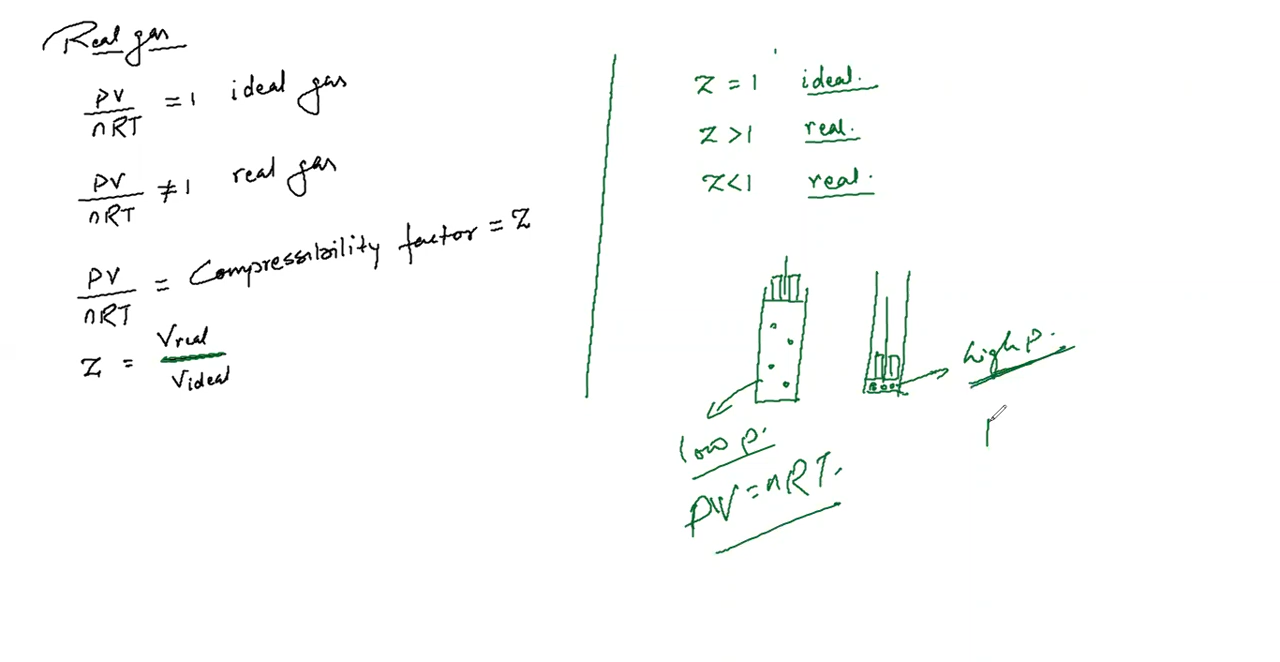 Real gas
PV/nRT = 1 ideal gas
PV/nRT ≠ 1 real gas
PV/nRT = Compressibility factor = Z
Z = Vreal/Videal
Z = 1 ideal.
Z > 1 real.
Z < 1 real.
high p.
low p.
PV = nRT.